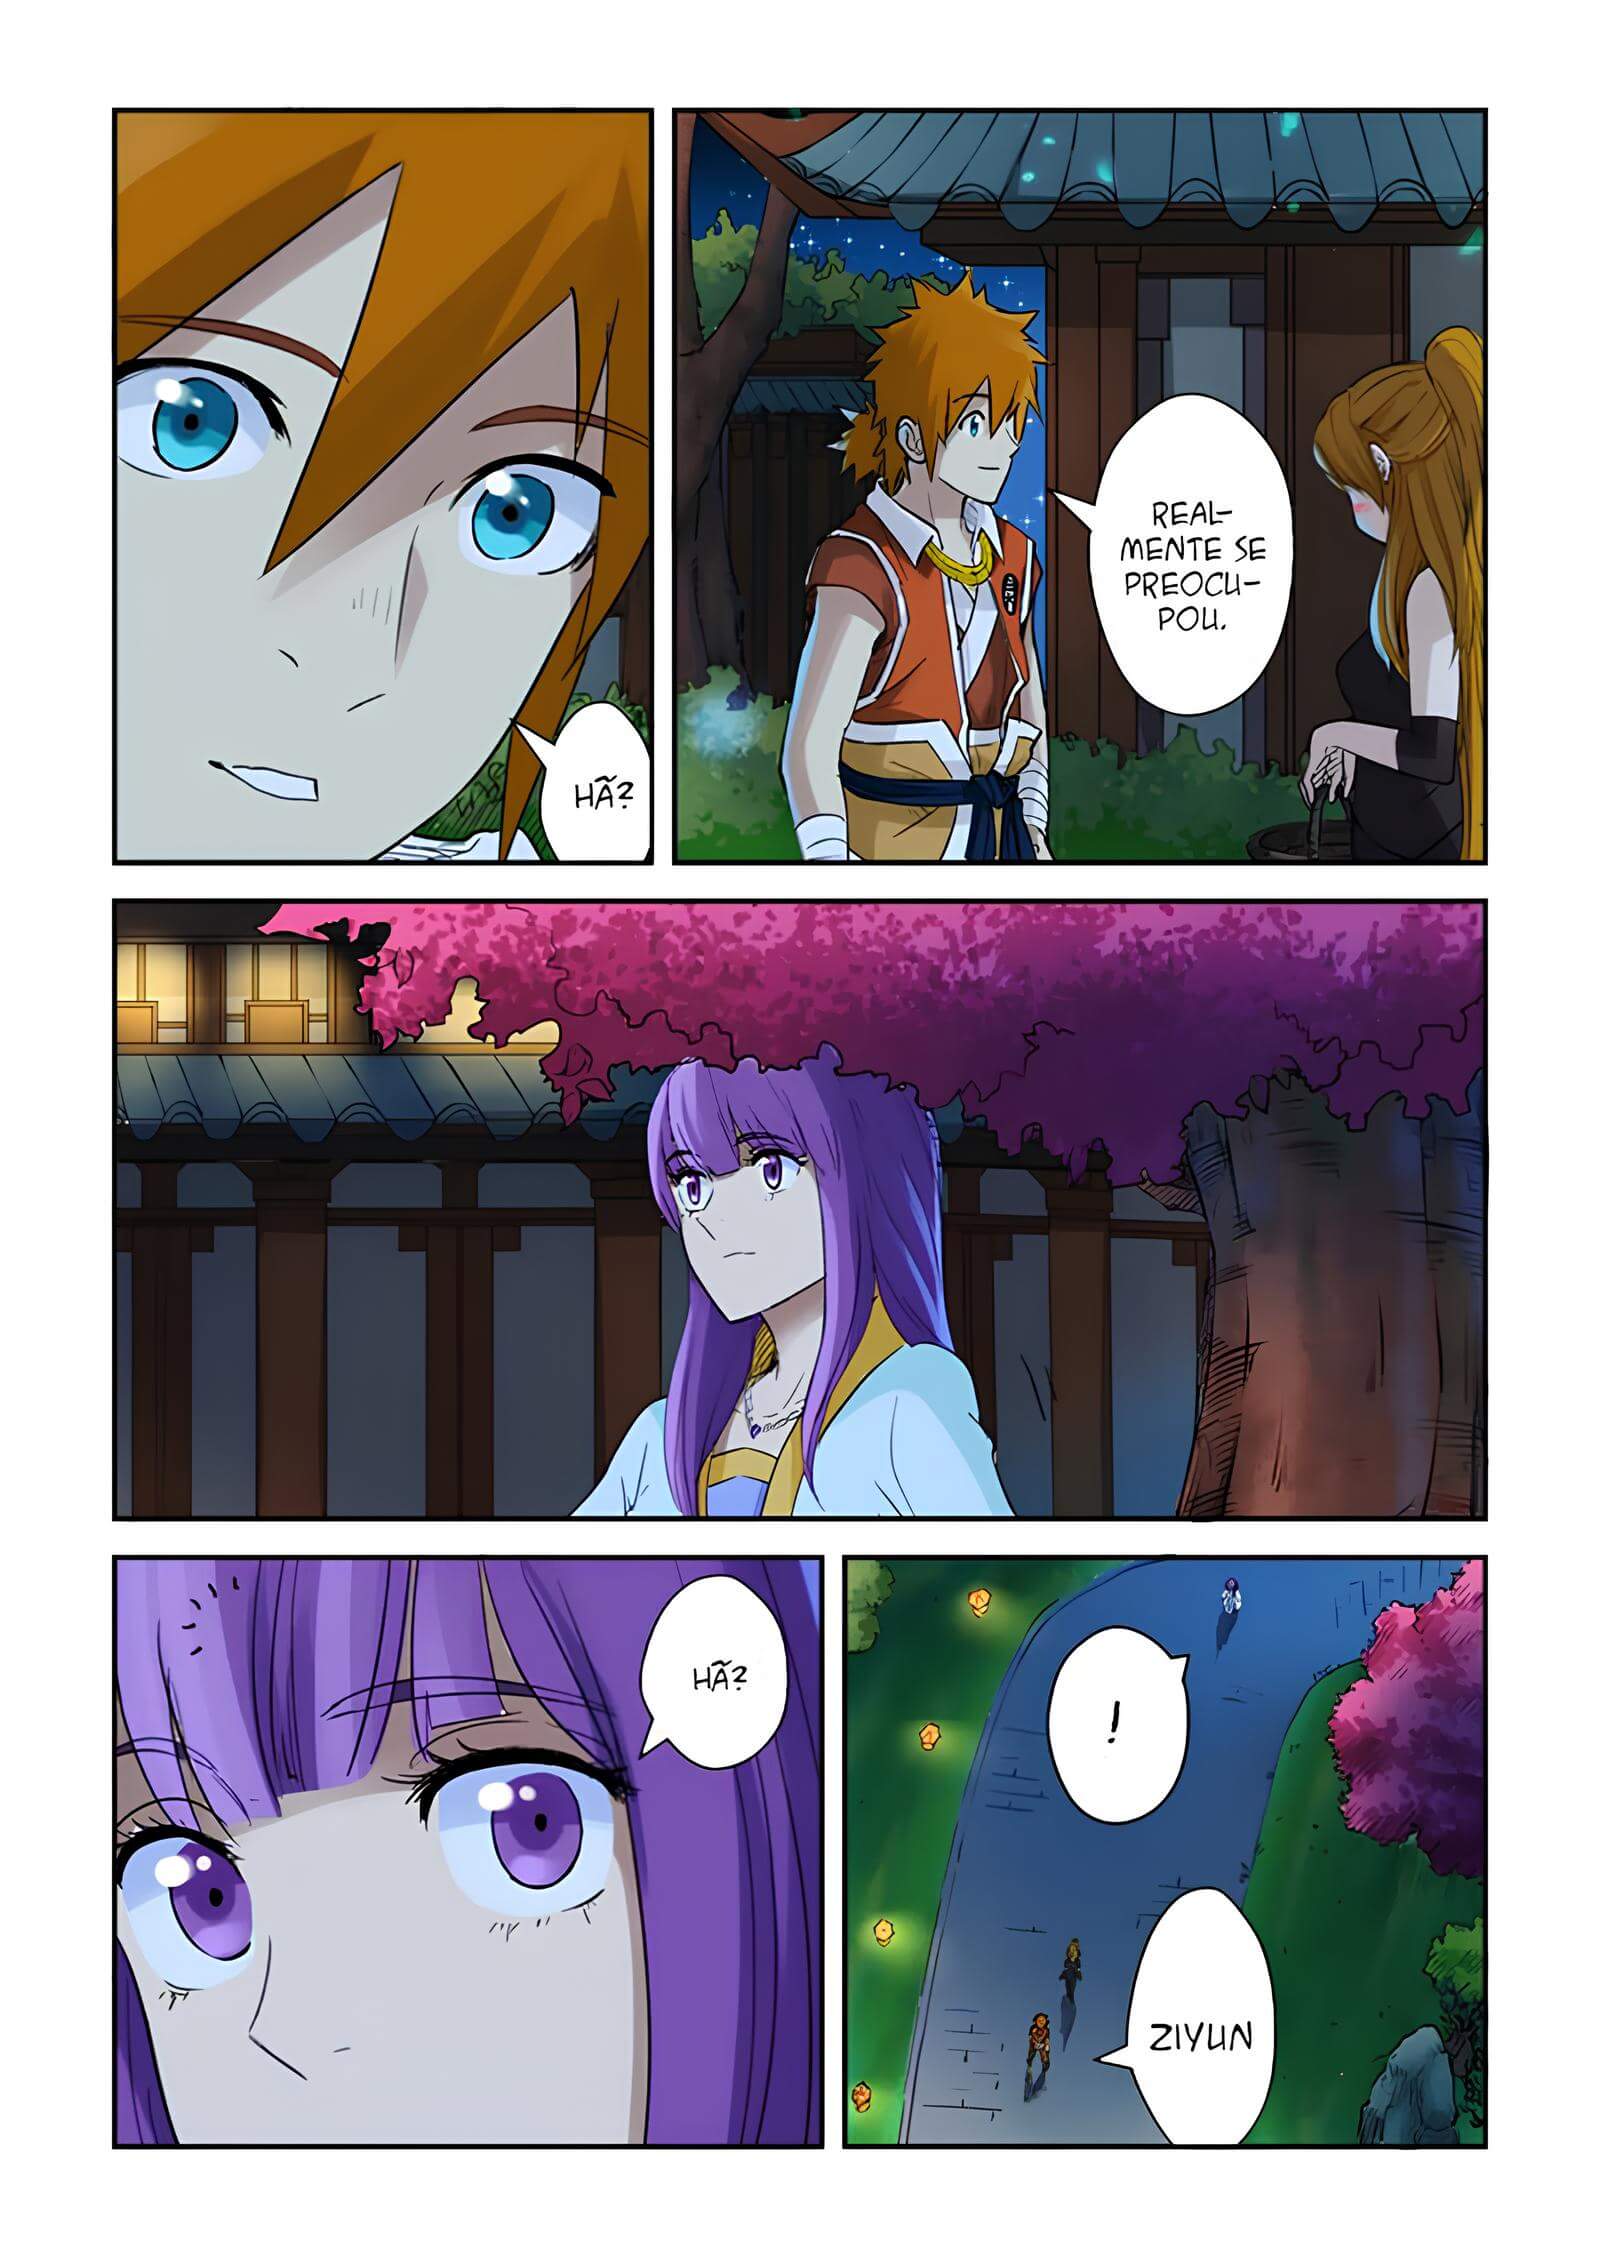 REAL-
MENTE SE
PREOCU-
POU.
HÃ?
!
ZIYUN
HÃ?